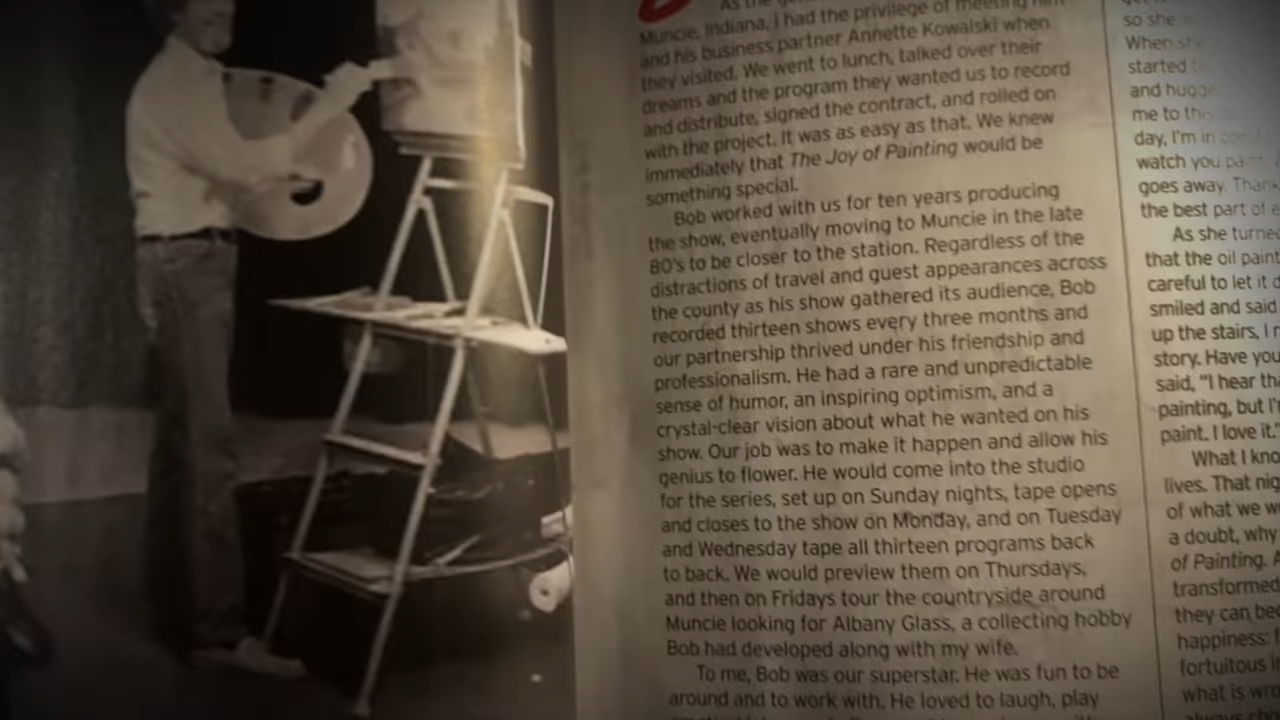 As the
Muncie, Indiana, I had the privilege of meeting him
and his business partner Annette Kowalski when
they visited. We went to lunch, talked over their
dreams and the program they wanted us to record
and distribute, signed the contract, and rolled on
with the project. It was as easy as that. We knew
immediately that The Joy of Painting would be
something special.
Bob worked with us for ten years producing
the show, eventually moving to Muncie in the late
80's to be closer to the station. Regardless of the
distractions of travel and guest appearances across
the county as his show gathered its audience, Bob
recorded thirteen shows every three months and
our partnership thrived under his friendship and
professionalism. He had a rare and unpredictable
sense of humor, an inspiring optimism, and a
crystal-clear vision about what he wanted on his
show. Our job was to make it happen and allow his
genius to flower. He would come into the studio
for the series, set up on Sunday nights, tape opens
and closes to the show on Monday, and on Tuesday
and Wednesday tape all thirteen programs back
to back. We would preview them on Thursdays,
and then on Fridays tour the countryside around
Muncie looking for Albany Glass, a collecting hobby
Bob had developed along with my wife.
To me, Bob was our superstar. He was fun to be
around and to work with. He loved to laugh, play
so she
When
started
and
me to
day, I'm in
watch you
goes away.
the best part of
As she turned
that the oil paint
careful to let it
smiled and said
up the stairs, I
story. Have you
said, "I hear
painting, but
paint. I love it."
What I
lives. That
of what we
a doubt, why
of Painting.
transformed
they can
happiness:
fortuitous
what is